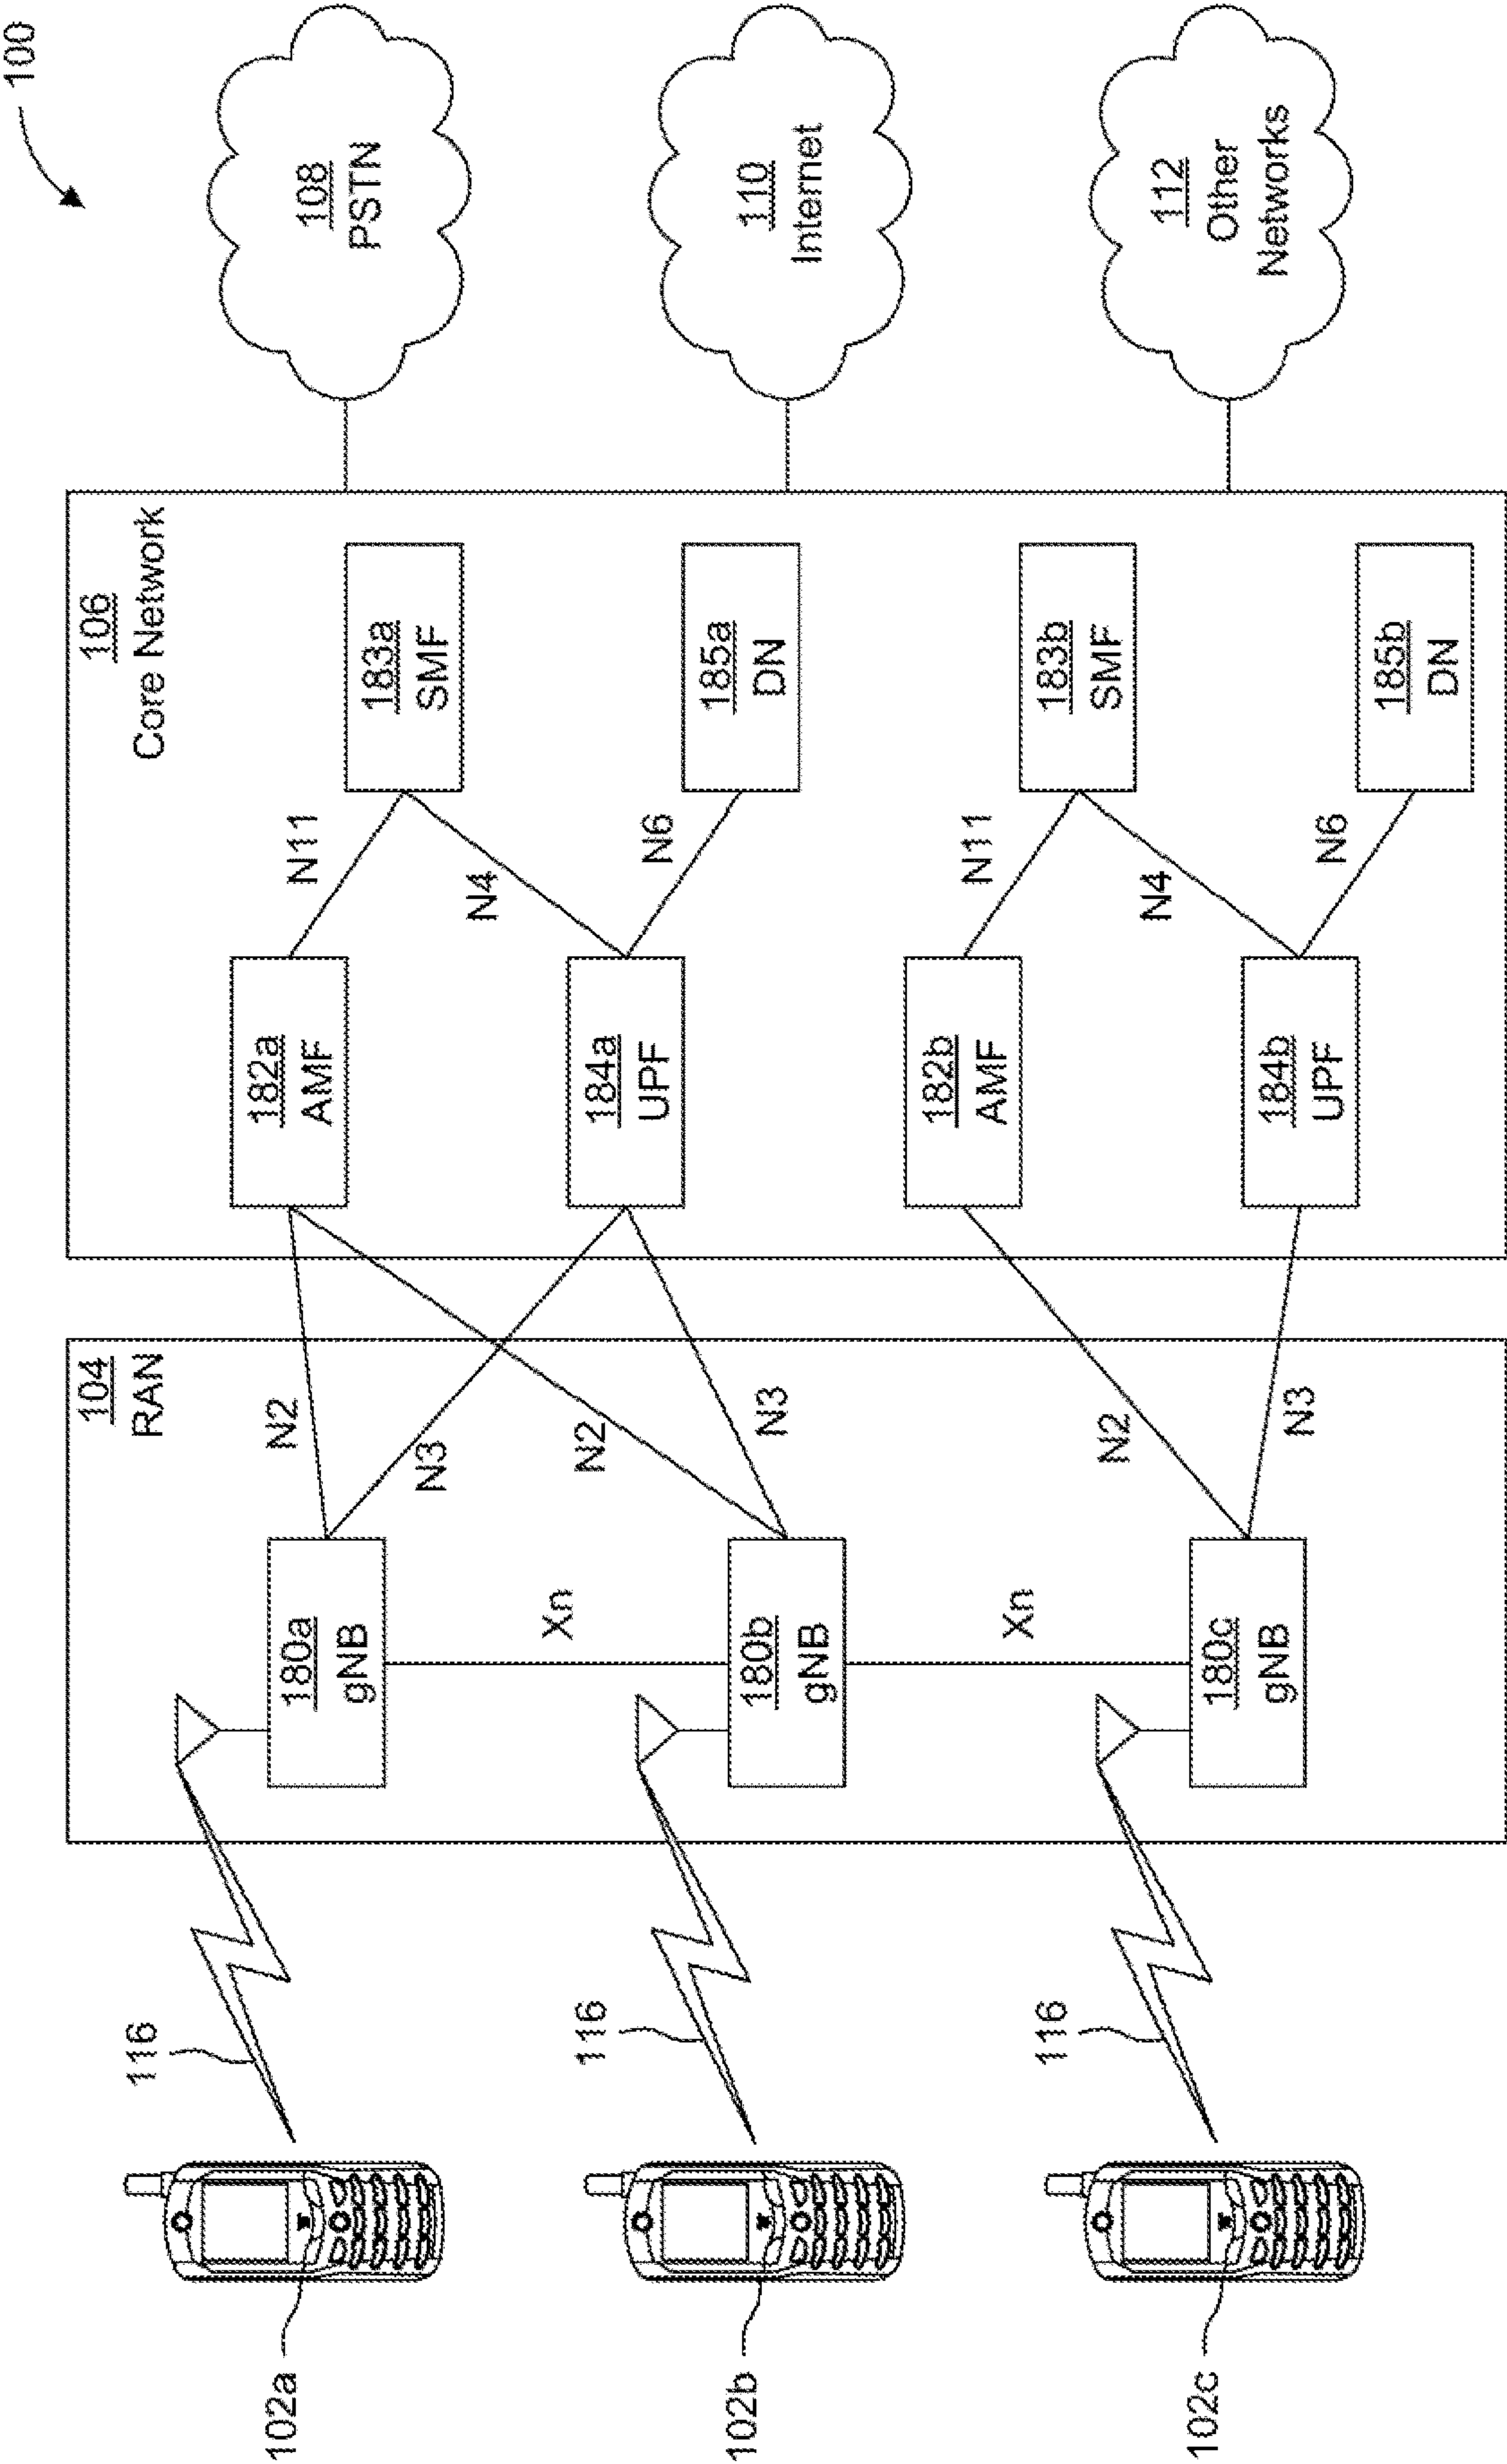 100
108
PSTN
110
Internet
112
Other
Networks
106
Core Network
183a
SMF
185a
DN
183b
SMF
185b
DN
N11
N4
N6
N11
N4
N6
182a
AMF
184a
UPF
182b
AMF
184b
UPF
104
RAN
N2
N3
N2
N3
N2
N3
180a
gNB
Xn
180b
gNB
Xn
180c
gNB
116
116
116
102a
102b
102c